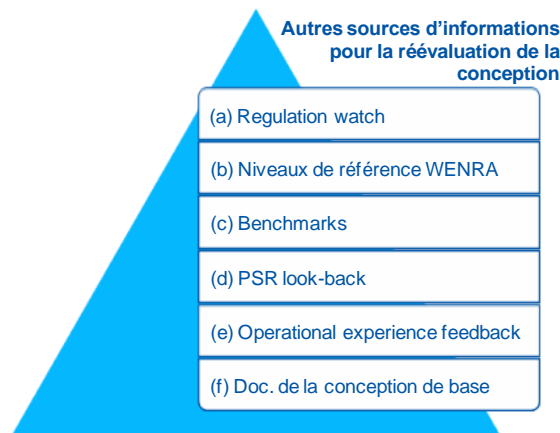 Autres sources d’informations
pour la réévaluation de la
conception
(a) Regulation watch
(b) Niveaux de référence WENRA
(c) Benchmarks
(d) PSR look-back
(e) Operational experience feedback
(f) Doc. de la conception de base